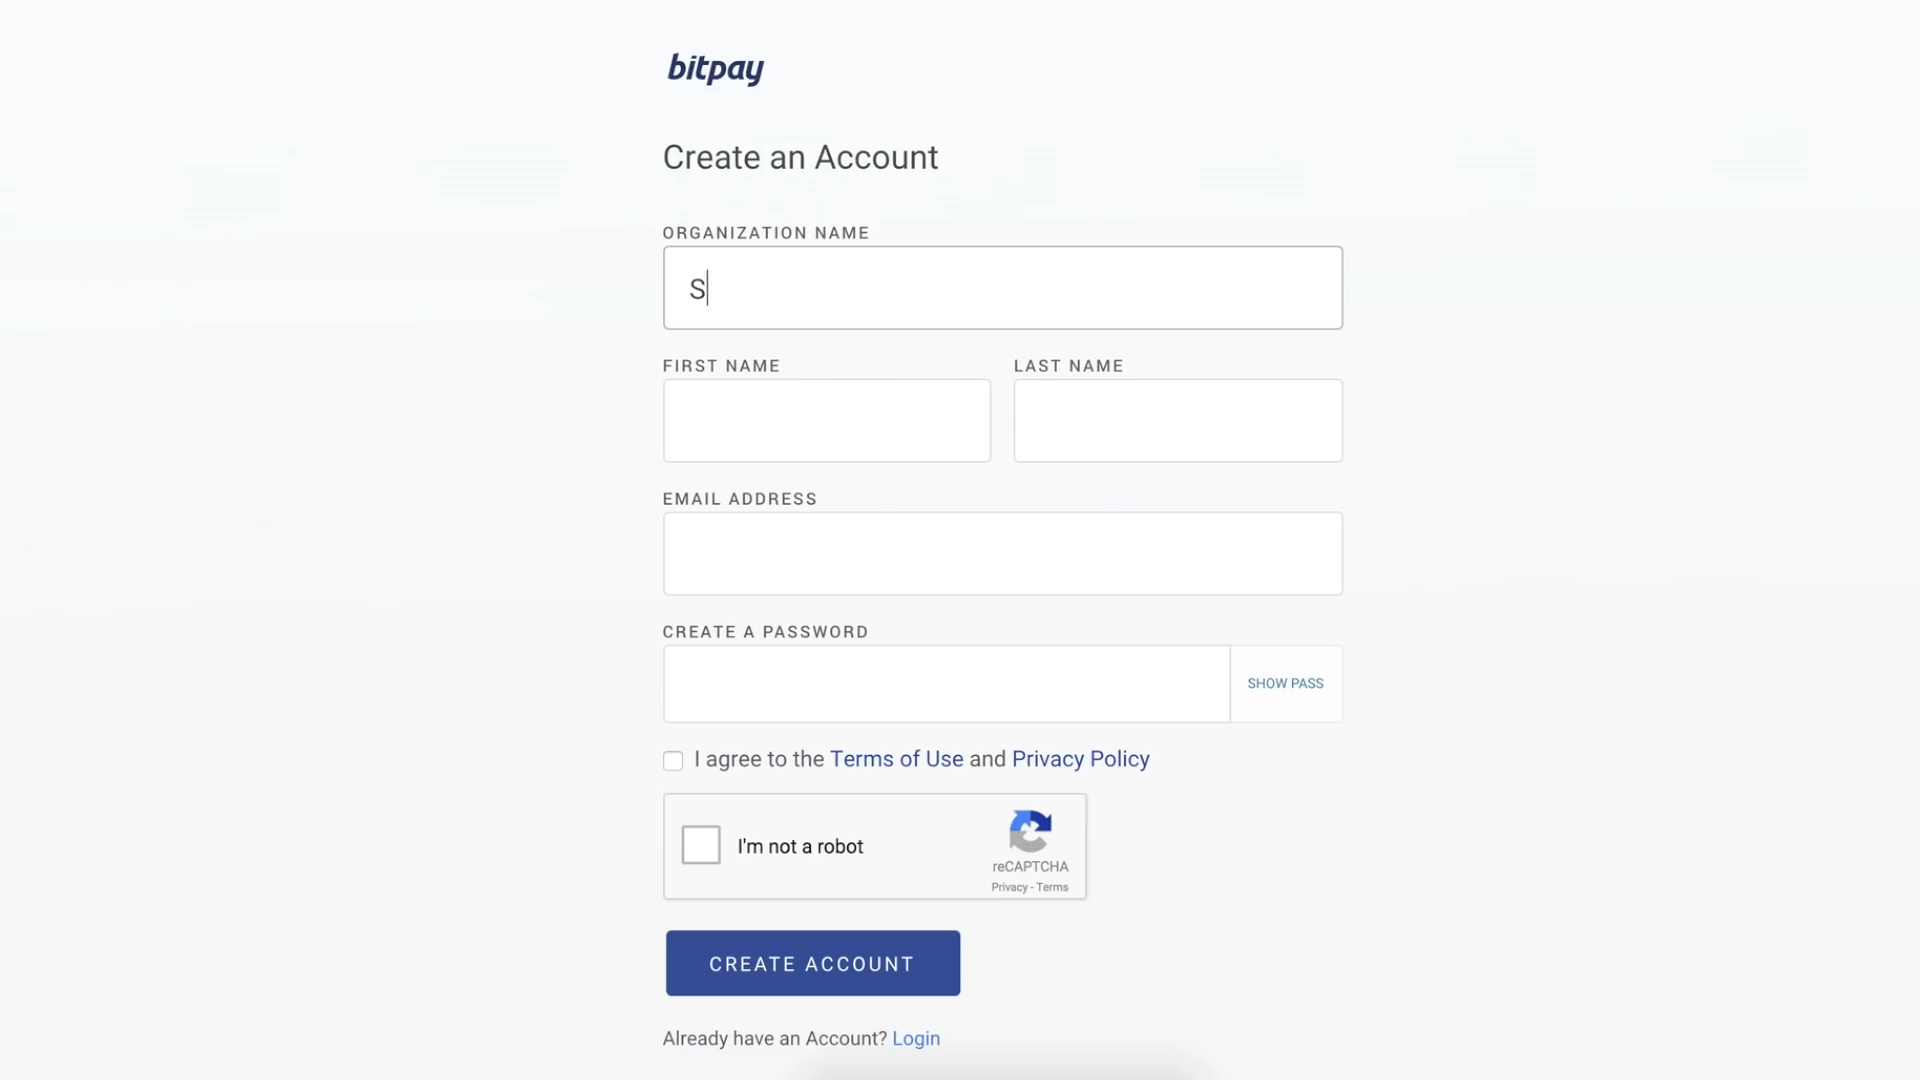 bitpay
Create an Account
ORGANIZATION NAME
S
FIRST NAME LAST NAME
EMAIL ADDRESS
CREATE A PASSWORD
SHOW PASS
I agree to the Terms of Use and Privacy Policy
I'm not a robot
reCAPTCHA
Privacy - Terms
CREATE ACCOUNT
Already have an Account? Login